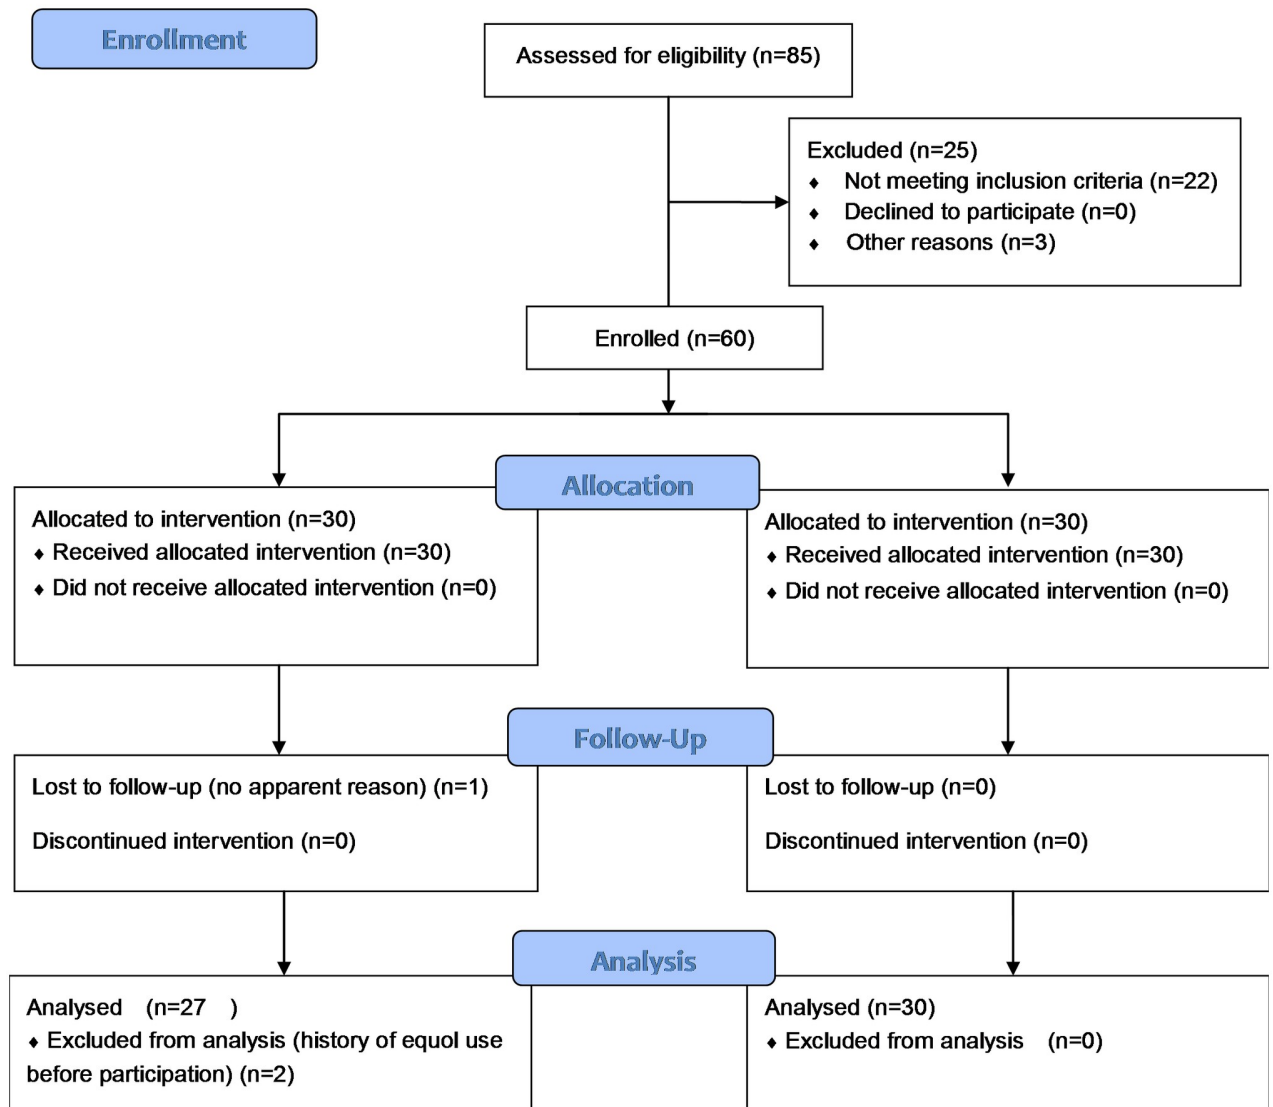 Enrollment
Assessed for eligibility (n=85)
Excluded (n=25)
♦ Not meeting inclusion criteria (n=22)
♦ Declined to participate (n=0)
♦ Other reasons (n=3)
Enrolled (n=60)
Allocation
Allocated to intervention (n=30)
♦ Received allocated intervention (n=30)
♦ Did not receive allocated intervention (n=0)
Allocated to intervention (n=30)
♦ Received allocated intervention (n=30)
♦ Did not receive allocated intervention (n=0)
Follow-Up
Lost to follow-up (no apparent reason) (n=1)
Discontinued intervention (n=0)
Lost to follow-up (n=0)
Discontinued intervention (n=0)
Analysis
Analysed (n=27 )
♦ Excluded from analysis (history of equol use
before participation) (n=2)
Analysed (n=30)
♦ Excluded from analysis (n=0)